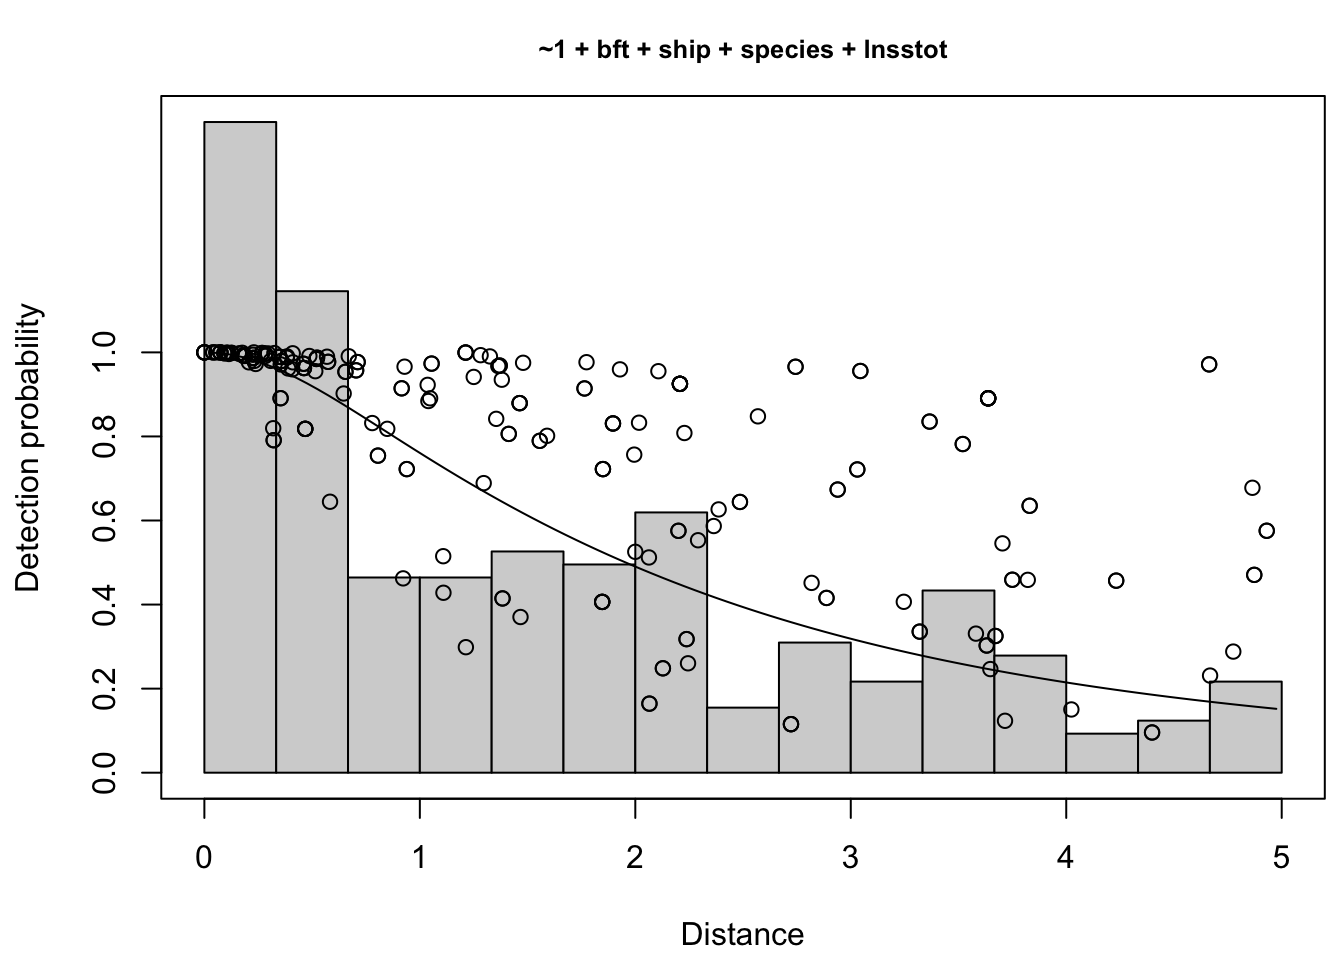 ~1 + bft + ship + species + lnsstot
Detection probability
1.0
0.8
0.6
0.4
0.2
0.0
0 1 2 3 4 5
Distance